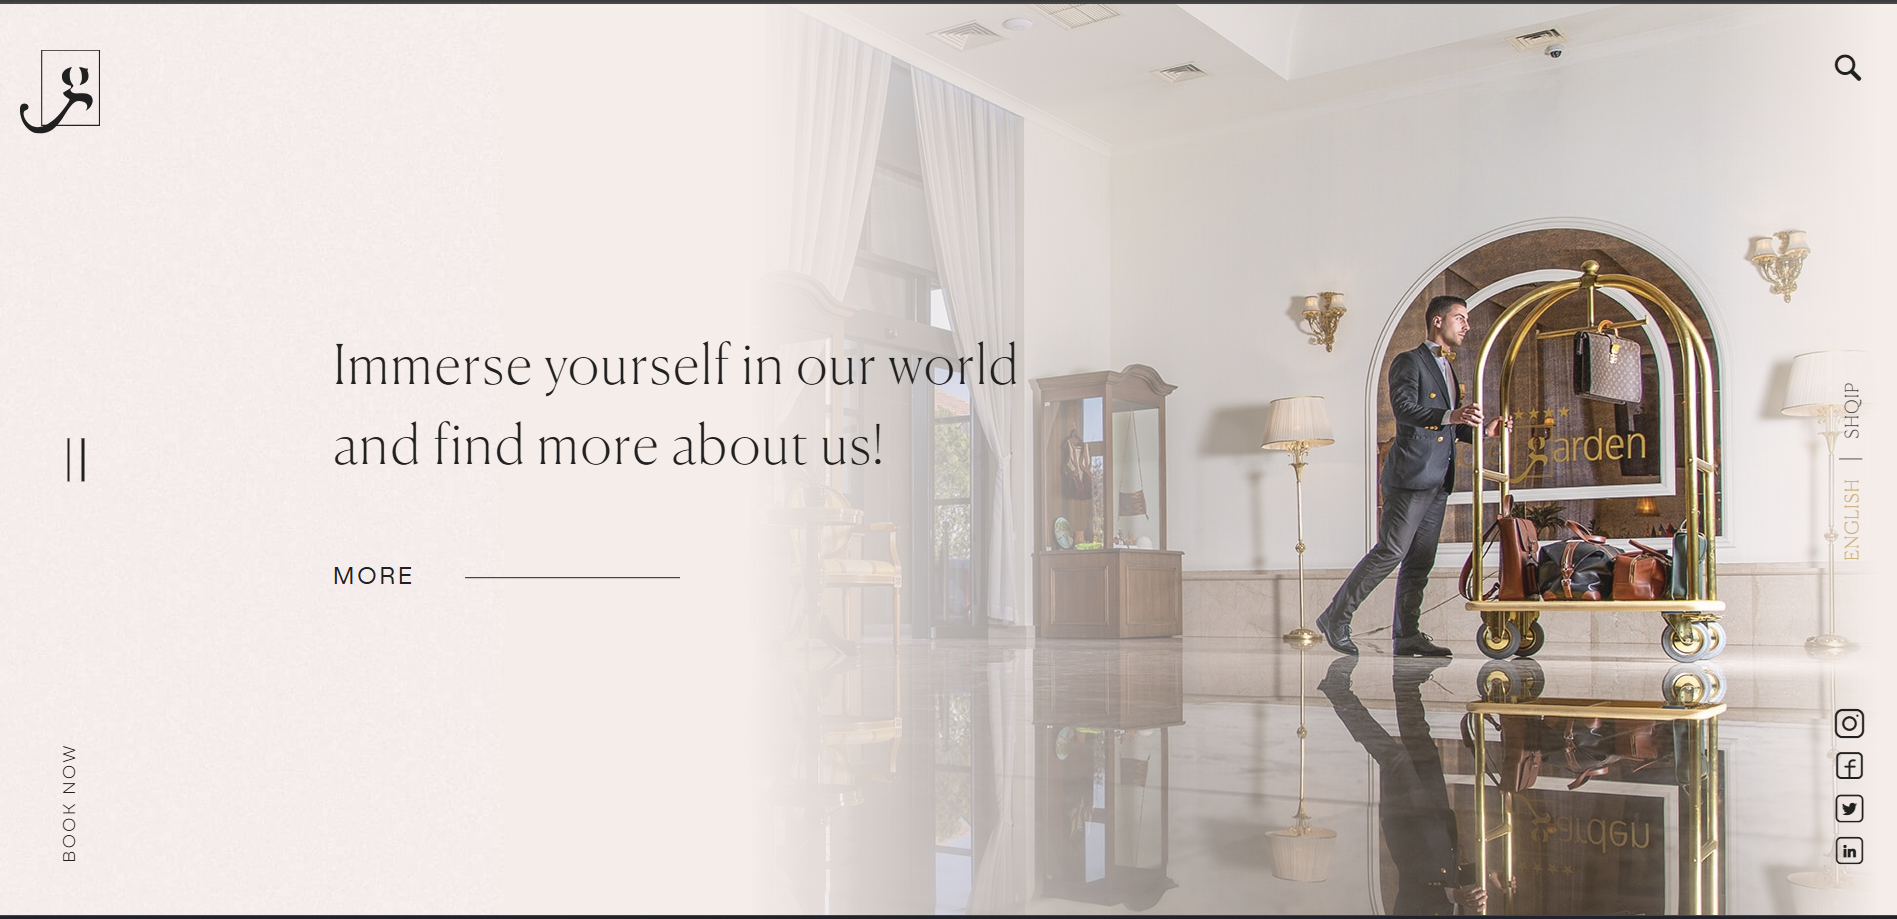 g
Immerse yourself in our world
and find more about us!
MORE
BOOK NOW
garden
ENGLISH | SHQIP